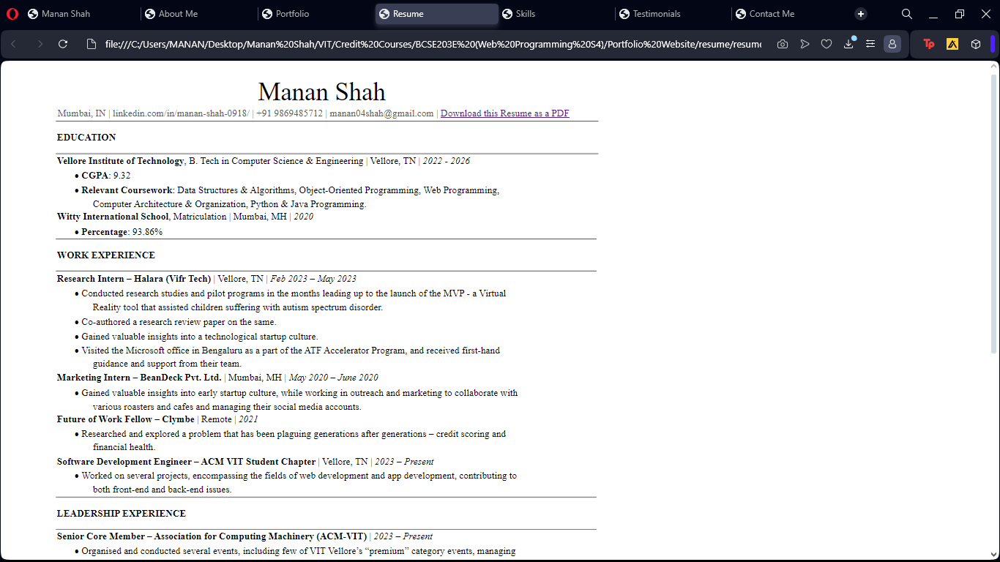 Manan Shah
About Me
Portfolio
Resume
Skills
Testimonials
Contact Me
file:///C:/Users/MANAN/Desktop/Manan%20Shah/VIT/Credit%20Courses/BCSE203E%20(Web%20Programming%20S4)/Portfolio%20Website/resume/resume
Tp
Manan Shah
Mumbai, IN | linkedin.com/in/manan-shah-0918/ | +91 9869485712 | manan04shah@gmail.com | Download this Resume as a PDF
EDUCATION
Vellore Institute of Technology, B. Tech in Computer Science & Engineering | Vellore, TN | 2022 - 2026
• CGPA: 9.32
• Relevant Coursework: Data Structures & Algorithms, Object-Oriented Programming, Web Programming,
Computer Architecture & Organization, Python & Java Programming.
Witty International School, Matriculation | Mumbai, MH | 2020
• Percentage: 93.86%
WORK EXPERIENCE
Research Intern – Halara (Vifr Tech) | Vellore, TN | Feb 2023 – May 2023
• Conducted research studies and pilot programs in the months leading up to the launch of the MVP - a Virtual
Reality tool that assisted children suffering with autism spectrum disorder.
• Co-authored a research review paper on the same.
• Gained valuable insights into a technological startup culture.
• Visited the Microsoft office in Bengaluru as a part of the ATF Accelerator Program, and received first-hand
guidance and support from their team.
Marketing Intern – BeanDeck Pvt. Ltd. | Mumbai, MH | May 2020 – June 2020
• Gained valuable insights into early startup culture, while working in outreach and marketing to collaborate with
various roasters and cafes and managing their social media accounts.
Future of Work Fellow – Clymbe | Remote | 2021
• Researched and explored a problem that has been plaguing generations after generations – credit scoring and
financial health.
Software Development Engineer – ACM VIT Student Chapter | Vellore, TN | 2023 – Present
• Worked on several projects, encompassing the fields of web development and app development, contributing to
both front-end and back-end issues.
LEADERSHIP EXPERIENCE
Senior Core Member – Association for Computing Machinery (ACM-VIT) | 2023 – Present
• Organised and conducted several events, including few of VIT Vellore’s “premium” category events, managing